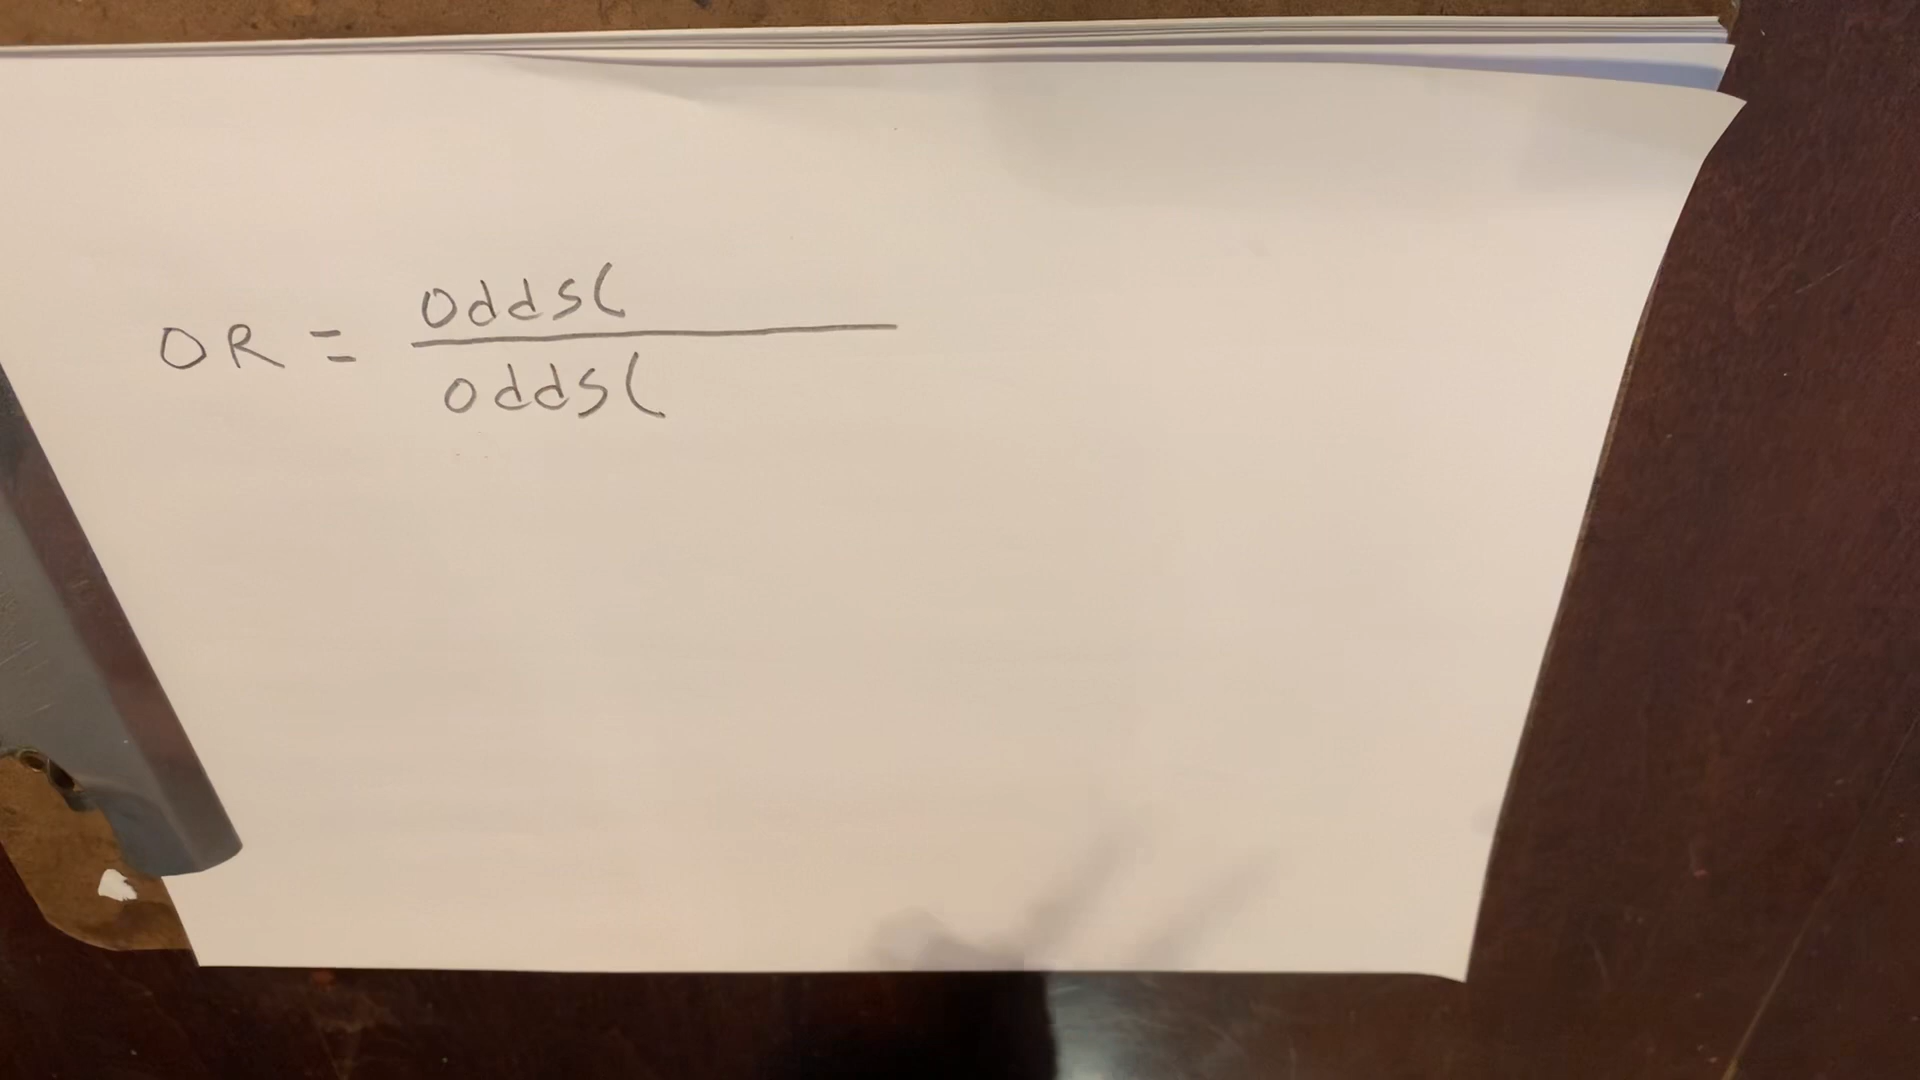 OR = odds(
odds(